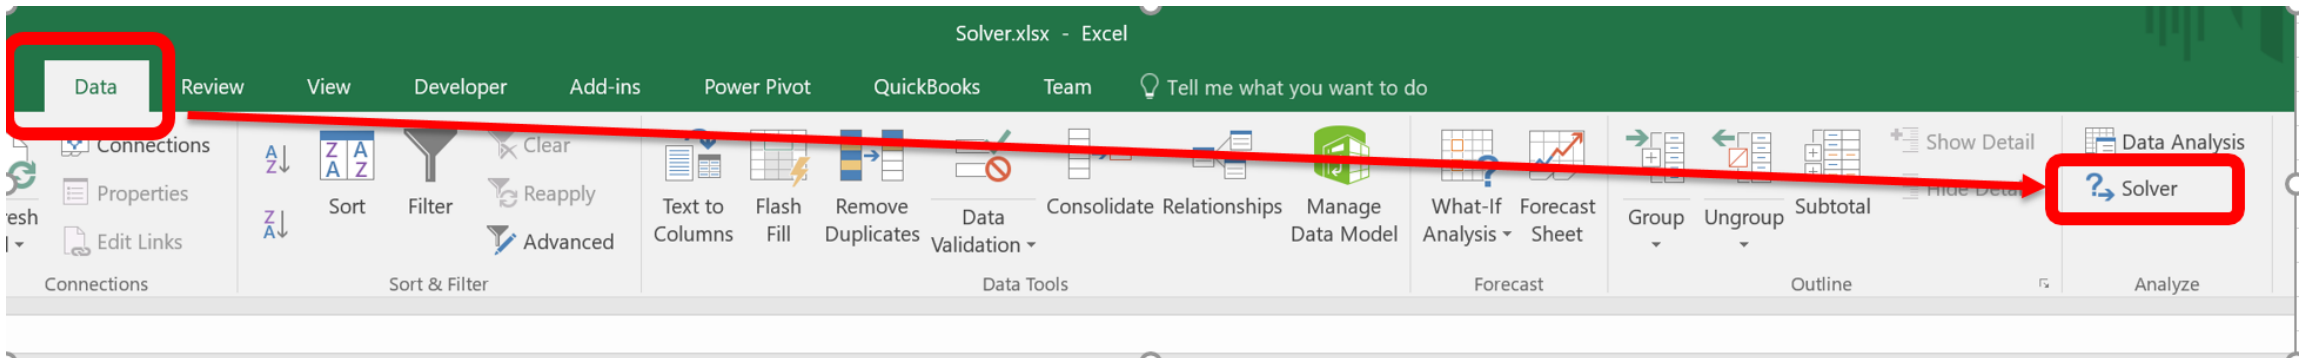 Solver.xlsx - Excel
Data Review View Developer Add-ins Power Pivot QuickBooks Team Tell me what you want to do
Connections
Properties
Edit Links
Connections
Sort
Filter
Clear
Reapply
Advanced
Sort & Filter
Text to
Columns
Flash
Fill
Remove
Duplicates
Data
Validation
Consolidate
Relationships
Manage
Data Model
Data Tools
What-If
Analysis
Forecast
Sheet
Forecast
Group
Ungroup
Subtotal
Show Detail
Hide Detail
Outline
Data Analysis
Solver
Analyze